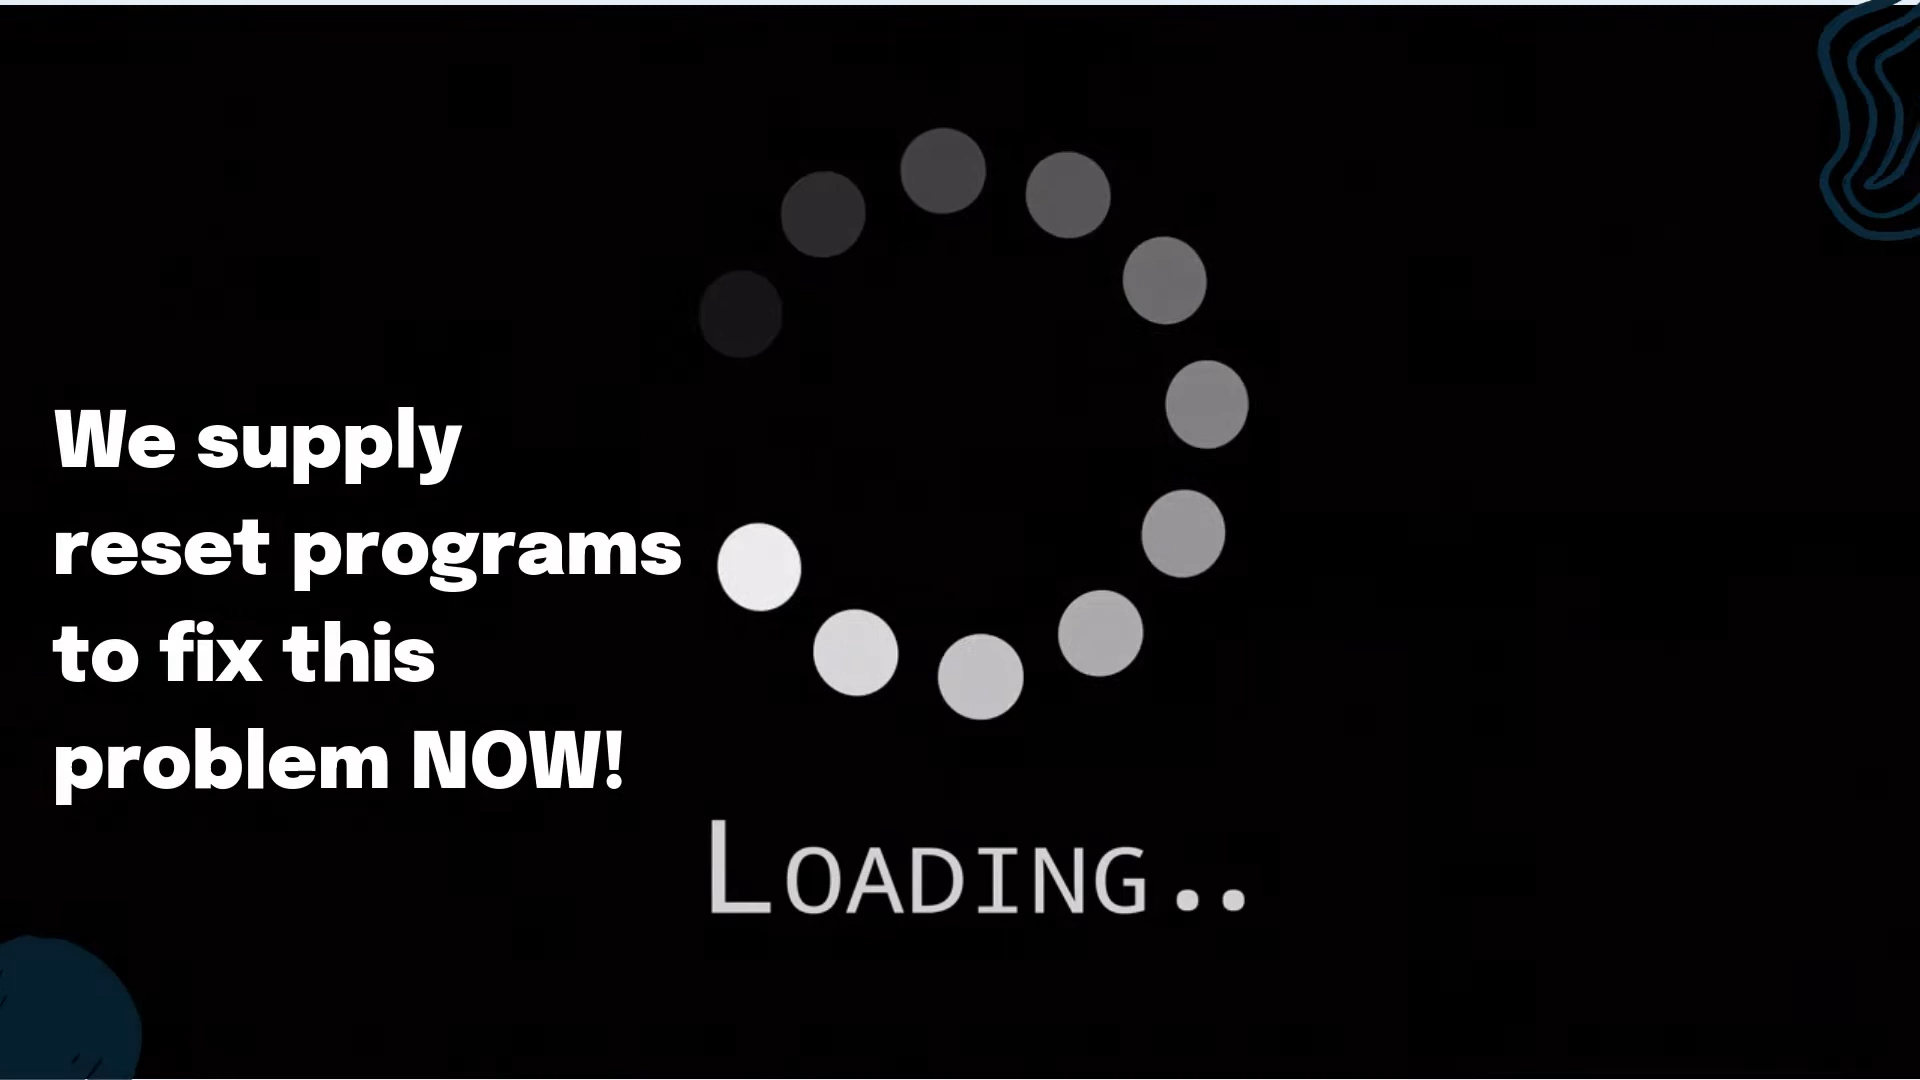 We supply
reset programs
to fix this
problem NOW!
Loading..